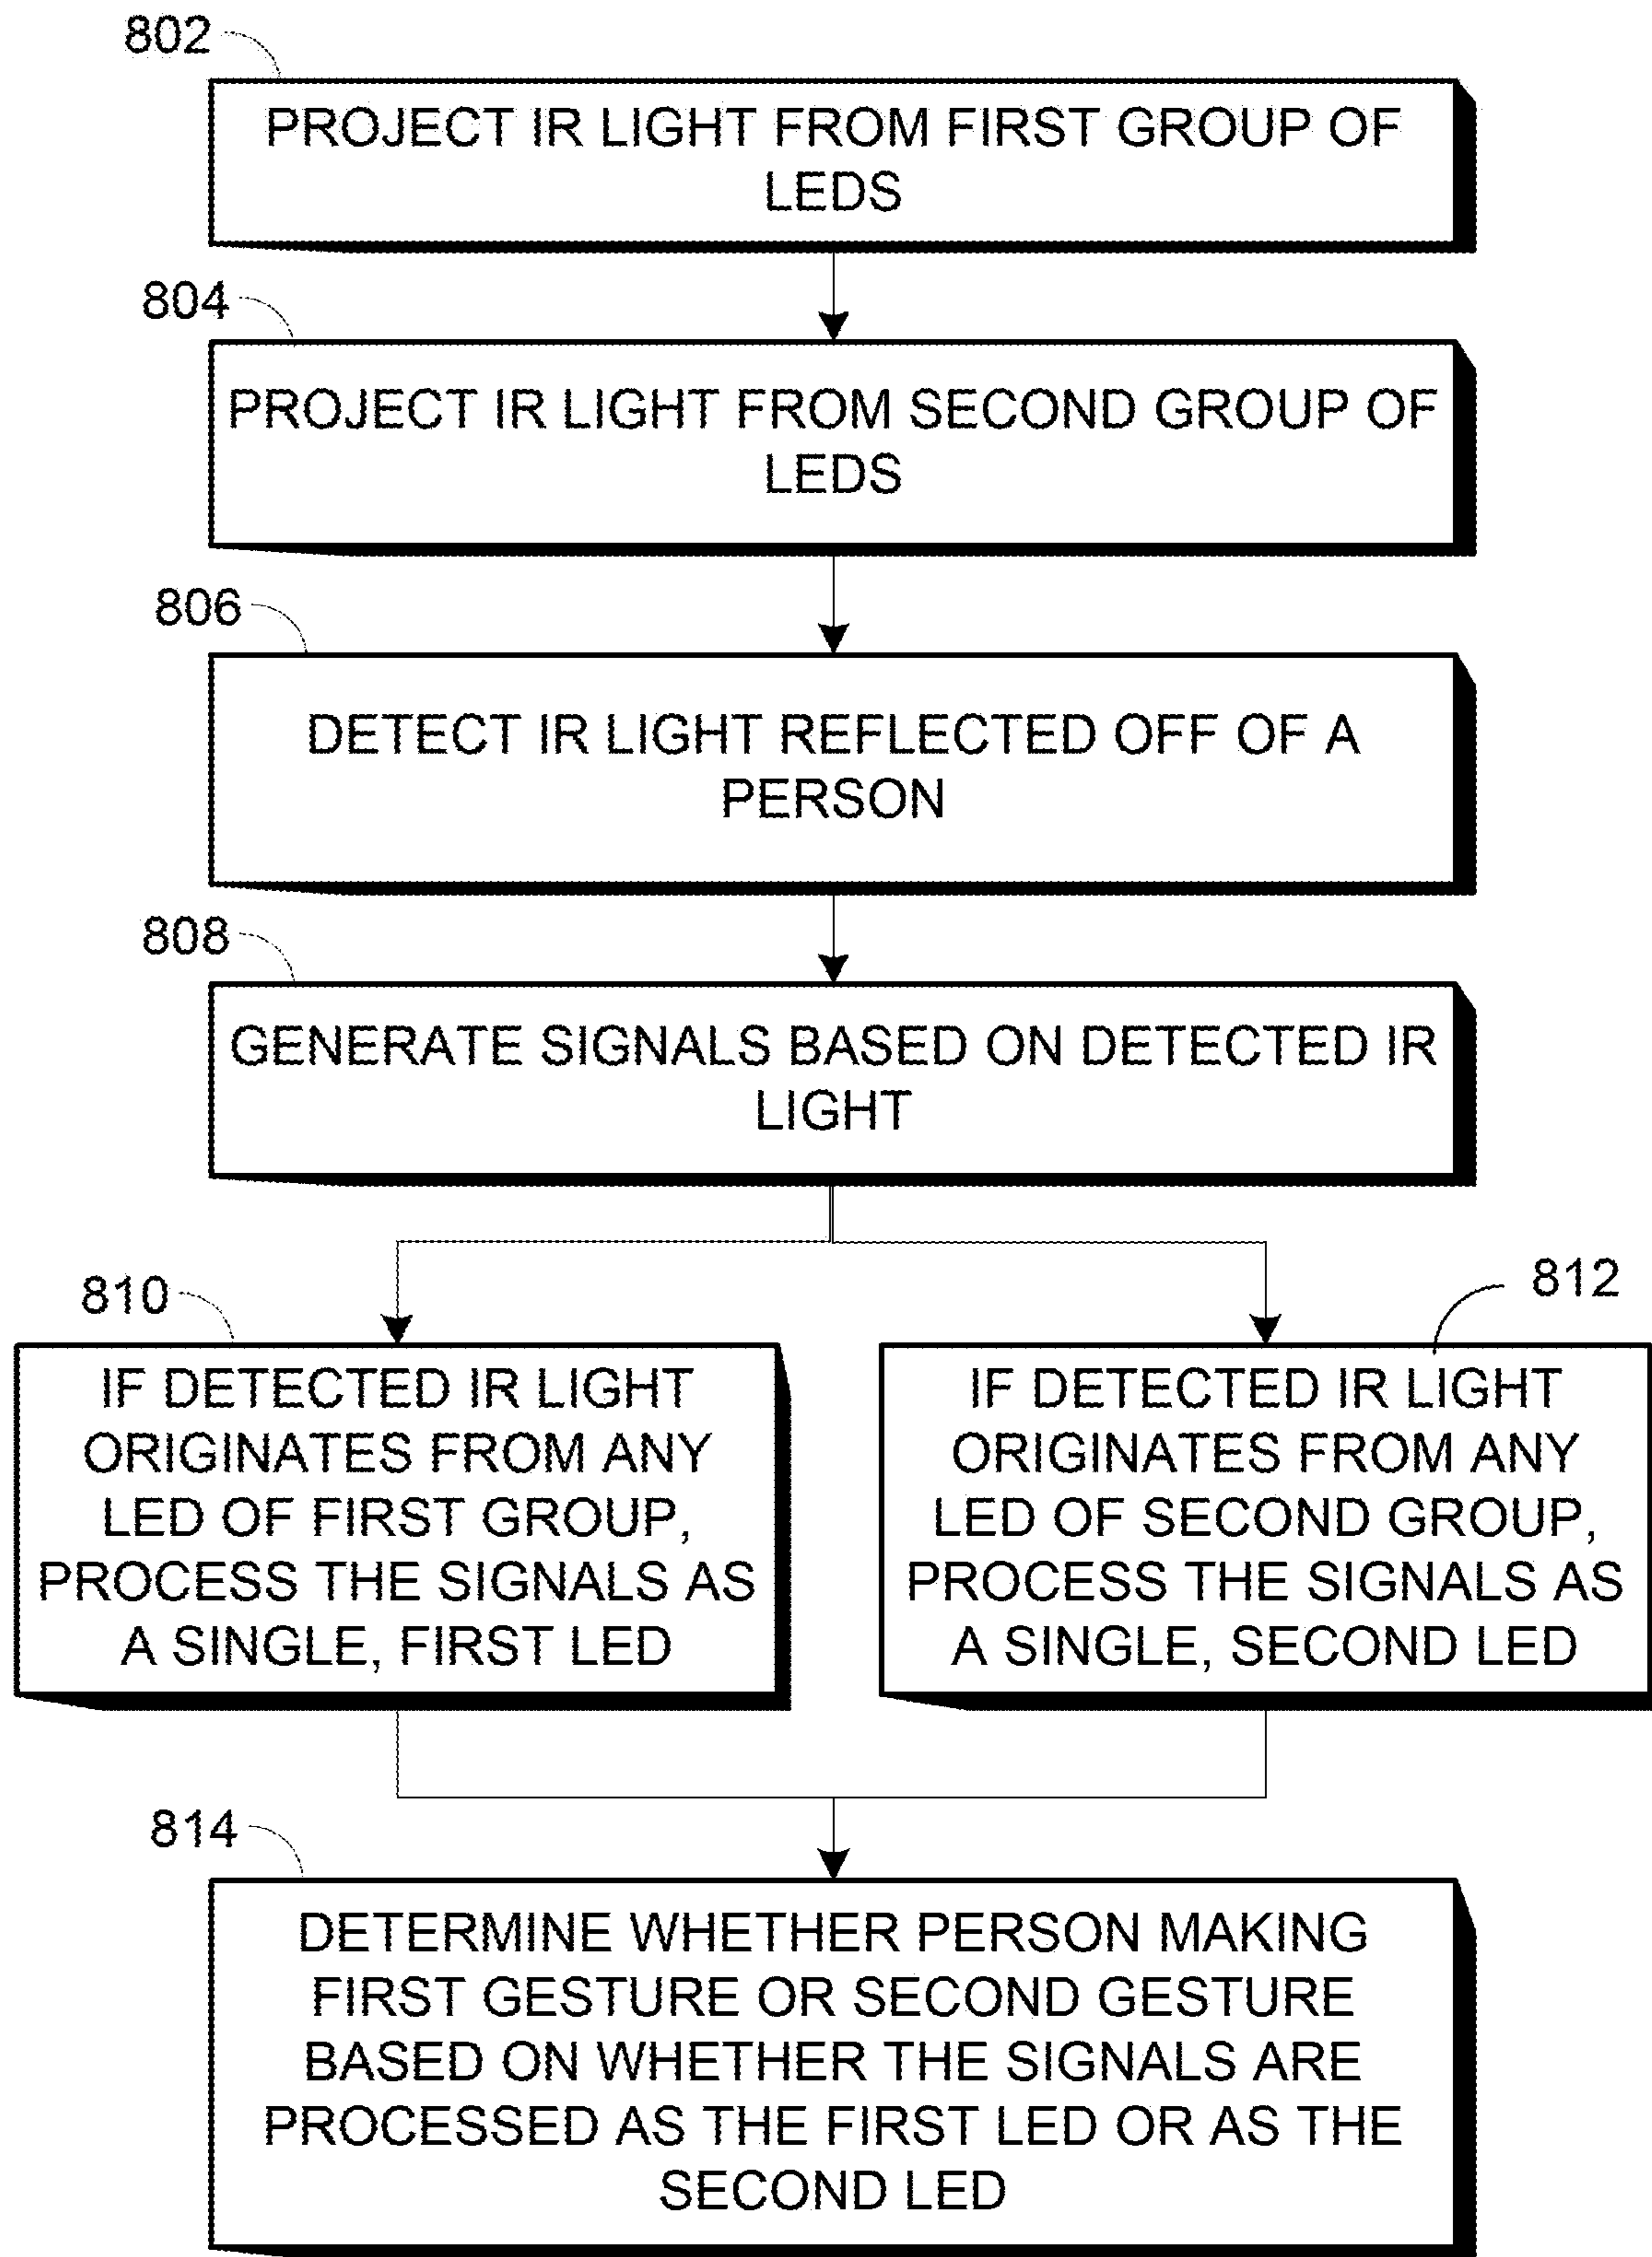 802
PROJECT IR LIGHT FROM FIRST GROUP OF
LEDS
804
PROJECT IR LIGHT FROM SECOND GROUP OF
LEDS
806
DETECT IR LIGHT REFLECTED OFF OF A
PERSON
808
GENERATE SIGNALS BASED ON DETECTED IR
LIGHT
810
IF DETECTED IR LIGHT
ORIGINATES FROM ANY
LED OF FIRST GROUP,
PROCESS THE SIGNALS AS
A SINGLE, FIRST LED
812
IF DETECTED IR LIGHT
ORIGINATES FROM ANY
LED OF SECOND GROUP,
PROCESS THE SIGNALS AS
A SINGLE, SECOND LED
814
DETERMINE WHETHER PERSON MAKING
FIRST GESTURE OR SECOND GESTURE
BASED ON WHETHER THE SIGNALS ARE
PROCESSED AS THE FIRST LED OR AS THE
SECOND LED